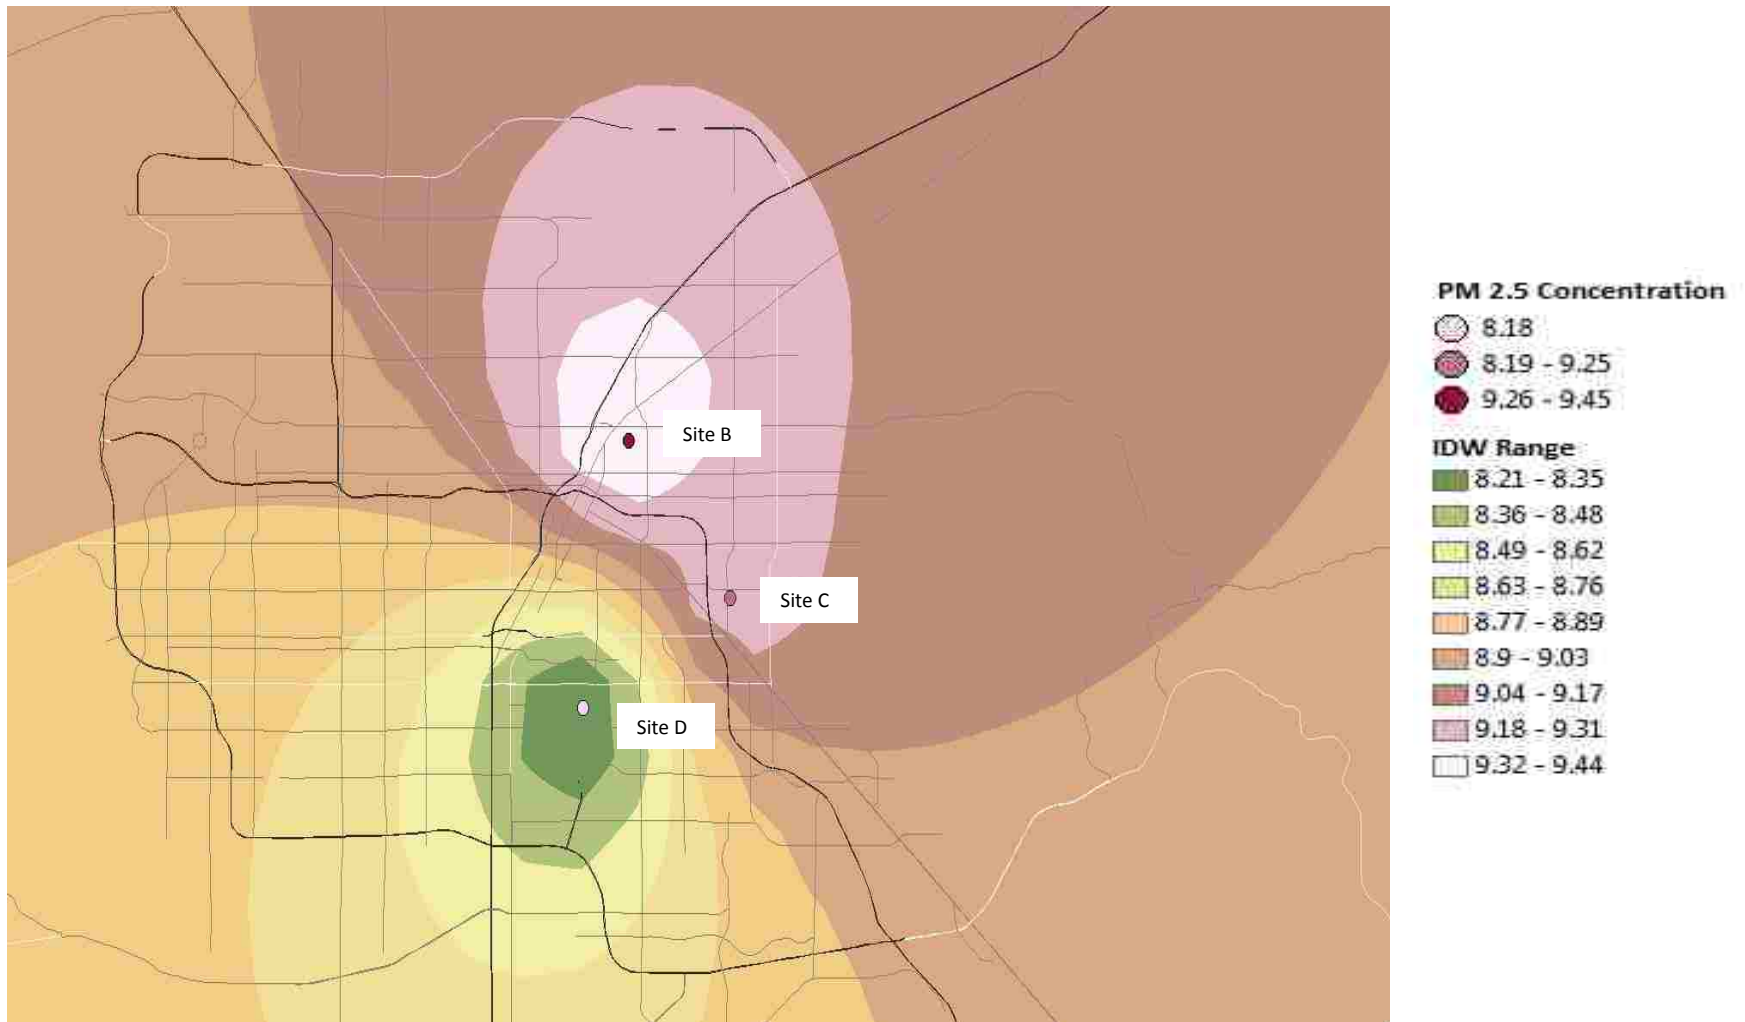 Site B
Site C
Site D
PM 2.5 Concentration
8.18
8.19 - 9.25
9.26 - 9.45
IDW Range
8.21 - 8.35
8.36 - 8.48
8.49 - 8.62
8.63 - 8.76
8.77 - 8.89
8.9 - 9.03
9.04 - 9.17
9.18 - 9.31
9.32 - 9.44